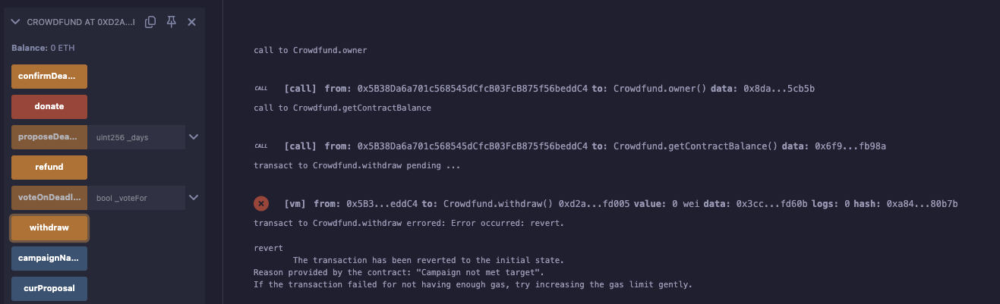 CROWDFUND AT 0XD2A...I
Balance: 0 ETH
confirmDea...
donate
proposeDea... uint256 _days
refund
voteOnDeadl... bool _voteFor
withdraw
campaignNa...
curProposal
call to Crowdfund.owner
CALL [call] from: 0x5B38Da6a701c568545dCfcB03FcB875f56beddC4 to: Crowdfund.owner() data: 0x8da...5cb5b
call to Crowdfund.getContractBalance
CALL [call] from: 0x5B38Da6a701c568545dCfcB03FcB875f56beddC4 to: Crowdfund.getContractBalance() data: 0x6f9...fb98a
transact to Crowdfund.withdraw pending ...
[vm] from: 0x5B3...eddC4 to: Crowdfund.withdraw() 0xd2a...fd005 value: 0 wei data: 0x3cc...fd60b logs: 0 hash: 0xa84...80b7b
transact to Crowdfund.withdraw errored: Error occurred: revert.
revert
The transaction has been reverted to the initial state.
Reason provided by the contract: "Campaign not met target".
If the transaction failed for not having enough gas, try increasing the gas limit gently.